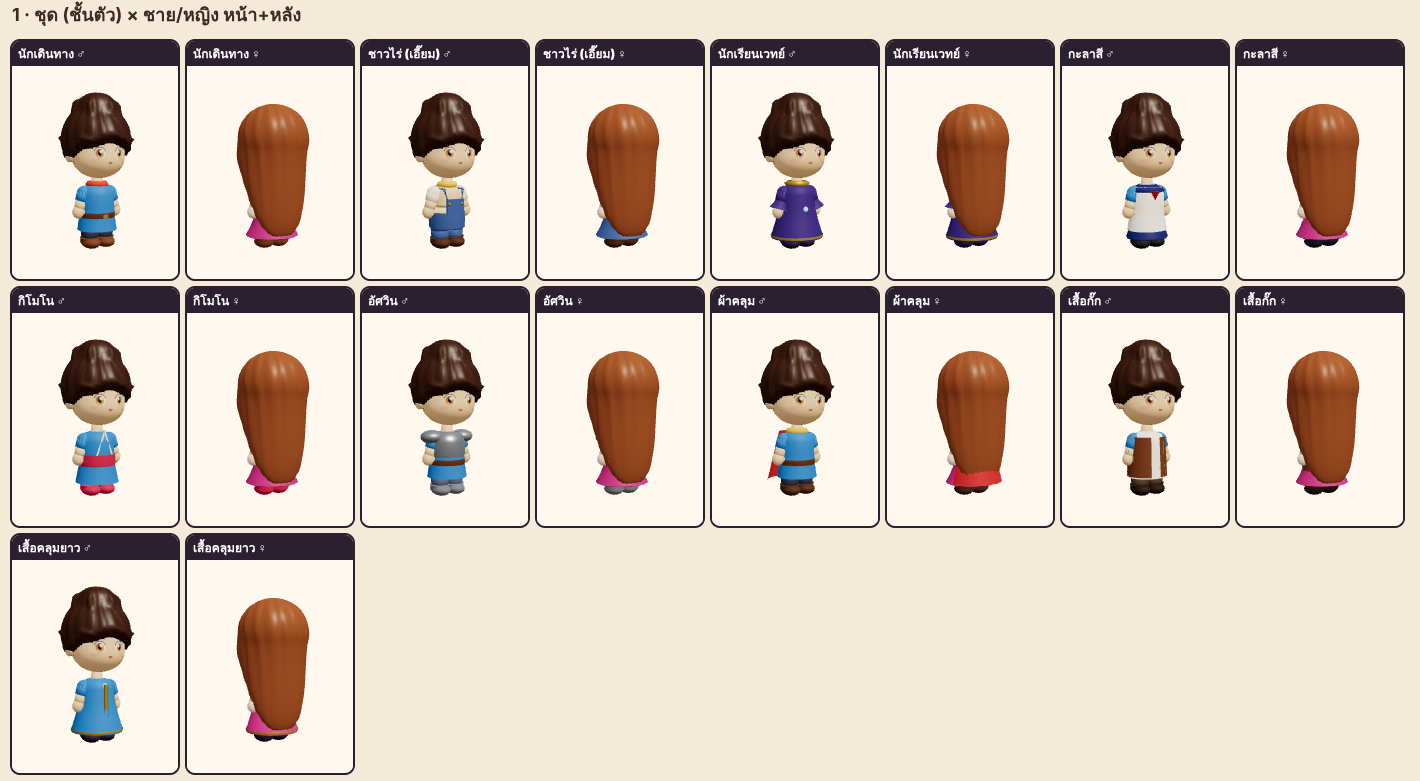 1 · ชุด (ชั้นตัว) × ชาย/หญิง หน้า+หลัง
นักเดินทาง ♂
นักเดินทาง ♀
ชาวไร่ (เอี๊ยม) ♂
ชาวไร่ (เอี๊ยม) ♀
นักเรียนเวทย์ ♂
นักเรียนเวทย์ ♀
กะลาสี ♂
กะลาสี ♀
กิโมโน ♂
กิโมโน ♀
อัศวิน ♂
อัศวิน ♀
ผ้าคลุม ♂
ผ้าคลุม ♀
เสื้อกั๊ก ♂
เสื้อกั๊ก ♀
เสื้อคลุมยาว ♂
เสื้อคลุมยาว ♀